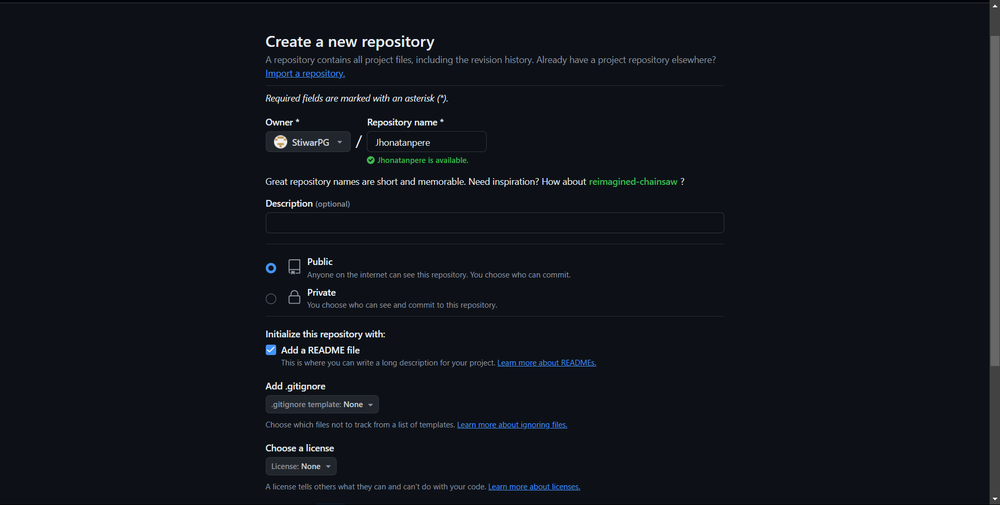 Create a new repository
A repository contains all project files, including the revision history. Already have a project repository elsewhere?
Import a repository.
Required fields are marked with an asterisk (*).
Owner * Repository name *
StiwarPG / Jhonatanpere
Jhonatanpere is available.
Great repository names are short and memorable. Need inspiration? How about reimagined-chainsaw ?
Description (optional)
Public
Anyone on the internet can see this repository. You choose who can commit.
Private
You choose who can see and commit to this repository.
Initialize this repository with:
Add a README file
This is where you can write a long description for your project. Learn more about READMEs.
Add .gitignore
.gitignore template: None
Choose which files not to track from a list of templates. Learn more about ignoring files.
Choose a license
License: None
A license tells others what they can and can't do with your code. Learn more about licenses.